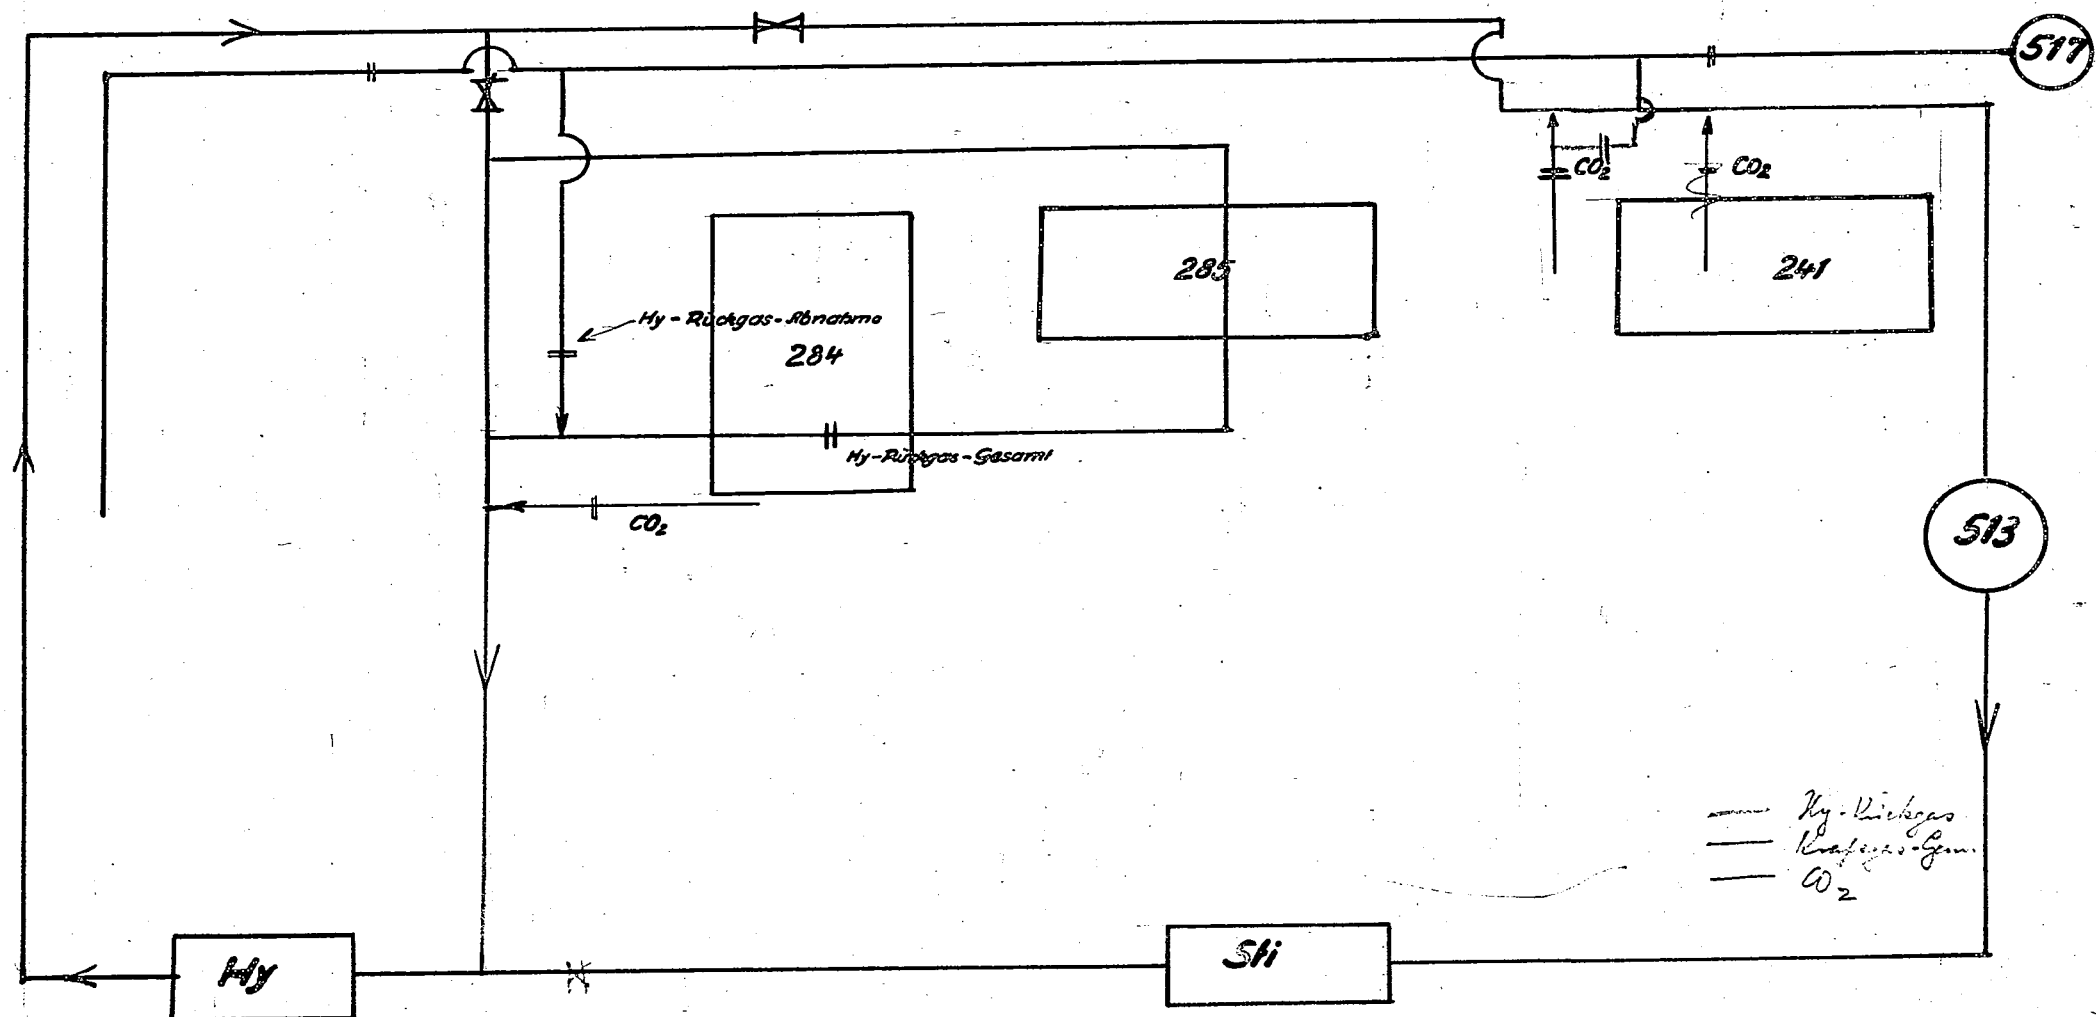 517
CO₂
CO₂
285
241
Hy-Rückgas-Abnahme
284
Hy-Rückgas-Gesamt
CO₂
513
Hy-Rückgas
CO₂
Hy
Sti